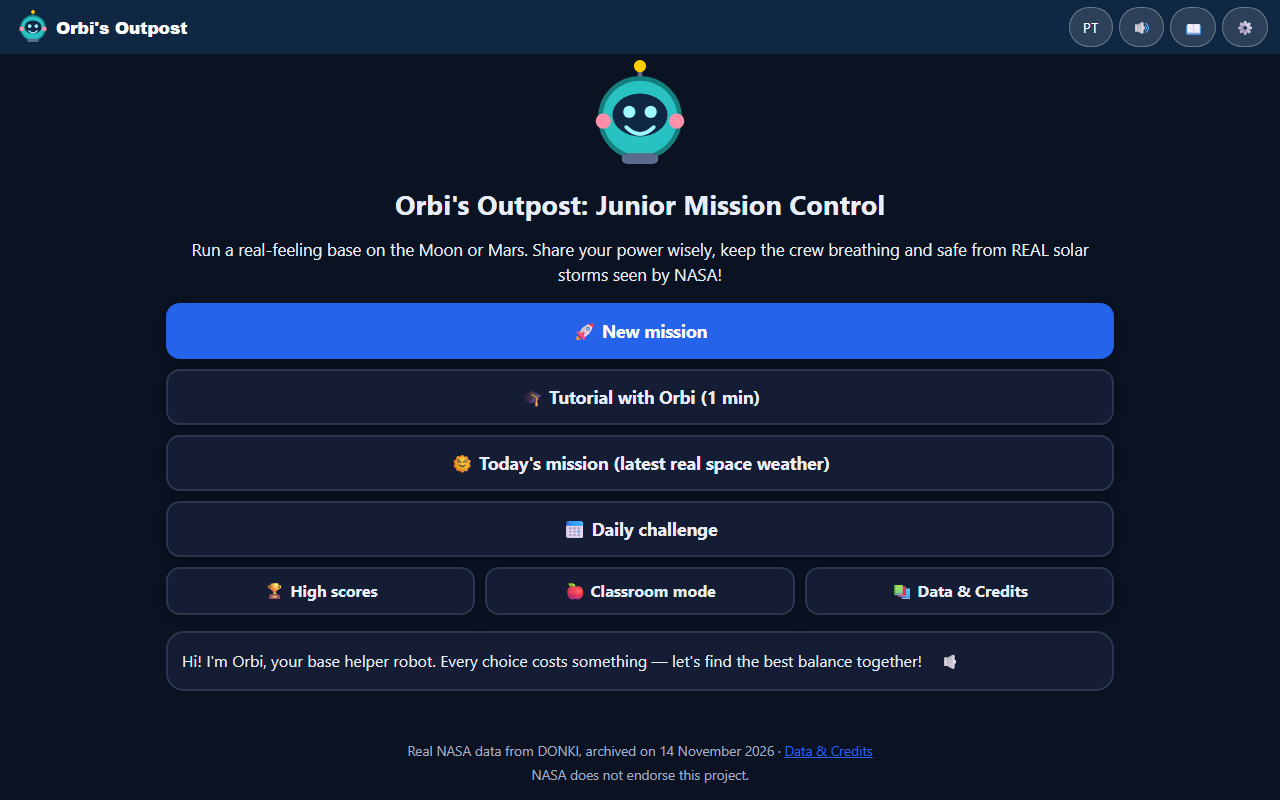 Orbi's Outpost
PT
Orbi's Outpost: Junior Mission Control
Run a real-feeling base on the Moon or Mars. Share your power wisely, keep the crew breathing and safe from REAL solar
storms seen by NASA!
New mission
Tutorial with Orbi (1 min)
Today's mission (latest real space weather)
Daily challenge
High scores
Classroom mode
Data & Credits
Hi! I'm Orbi, your base helper robot. Every choice costs something — let's find the best balance together!
Real NASA data from DONKI, archived on 14 November 2026 · Data & Credits
NASA does not endorse this project.